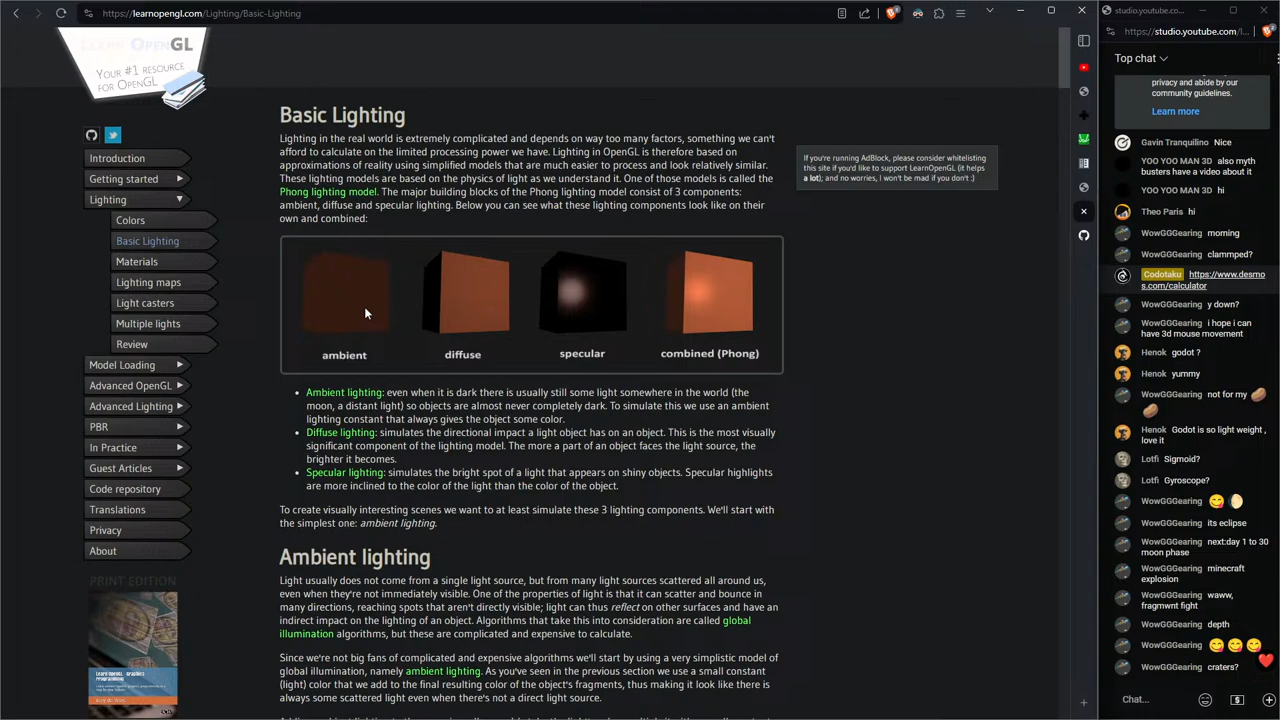 https://learnopengl.com/Lighting/Basic-Lighting
LEARN OPENGL
YOUR #1 RESOURCE
FOR OPENGL
Introduction
Getting started
Lighting
Colors
Basic Lighting
Materials
Lighting maps
Light casters
Multiple lights
Review
Model Loading
Advanced OpenGL
Advanced Lighting
PBR
In Practice
Guest Articles
Code repository
Translations
Privacy
About
PRINT EDITION
Basic Lighting
Lighting in the real world is extremely complicated and depends on way too many factors, something we can't
afford to calculate on the limited processing power we have. Lighting in OpenGL is therefore based on
approximations of reality using simplified models that are much easier to process and look relatively similar.
These lighting models are based on the physics of light as we understand it. One of those models is called the
Phong lighting model. The major building blocks of the Phong lighting model consist of 3 components:
ambient, diffuse and specular lighting. Below you can see what these lighting components look like on their
own and combined:
ambient diffuse specular combined (Phong)
• Ambient lighting: even when it is dark there is usually still some light somewhere in the world (the
moon, a distant light) so objects are almost never completely dark. To simulate this we use an ambient
lighting constant that always gives the object some color.
• Diffuse lighting: simulates the directional impact a light object has on an object. This is the most visually
significant component of the lighting model. The more a part of an object faces the light source, the
brighter it becomes.
• Specular lighting: simulates the bright spot of a light that appears on shiny objects. Specular highlights
are more inclined to the color of the light than the color of the object.
To create visually interesting scenes we want to at least simulate these 3 lighting components. We'll start with
the simplest one: ambient lighting.
Ambient lighting
Light usually does not come from a single light source, but from many light sources scattered all around us,
even when they're not immediately visible. One of the properties of light is that it can scatter and bounce in
many directions, reaching spots that aren't directly visible; light can thus reflect on other surfaces and have an
indirect impact on the lighting of an object. Algorithms that take this into consideration are called global
illumination algorithms, but these are complicated and expensive to calculate.
Since we're not big fans of complicated and expensive algorithms we'll start by using a very simplistic model of
global illumination, namely ambient lighting. As you've seen in the previous section we use a small constant
(light) color that we add to the final resulting color of the object's fragments, thus making it look like there is
always some scattered light even when there's not a direct light source.
If you're running AdBlock, please consider whitelisting
this site if you'd like to support LearnOpenGL (it helps
a lot); and no worries, I won't be mad if you don't :)
studio.youtube.co...
https://studio.youtube.com/l...
Top chat
privacy and abide by our
community guidelines.
Learn more
Gavin Tranquilino Nice
YOO YOO MAN 3D also myth
busters have a video about it
YOO YOO MAN 3D hi
Theo Paris hi
WowGGGearing morning
WowGGGearing clammped?
Codotaku https://www.desmo
s.com/calculator
WowGGGearing y down?
WowGGGearing i hope i can
have 3d mouse movement
Henok godot ?
Henok yummy
WowGGGearing not for my 🥔
🥔
Henok Godot is so light weight ,
love it
Lotfi Sigmoid?
Lotfi Gyroscope?
WowGGGearing 😋 🌔
WowGGGearing its eclipse
WowGGGearing next:day 1 to 30
moon phase
WowGGGearing minecraft
explosion
WowGGGearing waww,
fragmwnt fight
WowGGGearing depth
WowGGGearing 😋 😋 😋
WowGGGearing craters?
Chat...